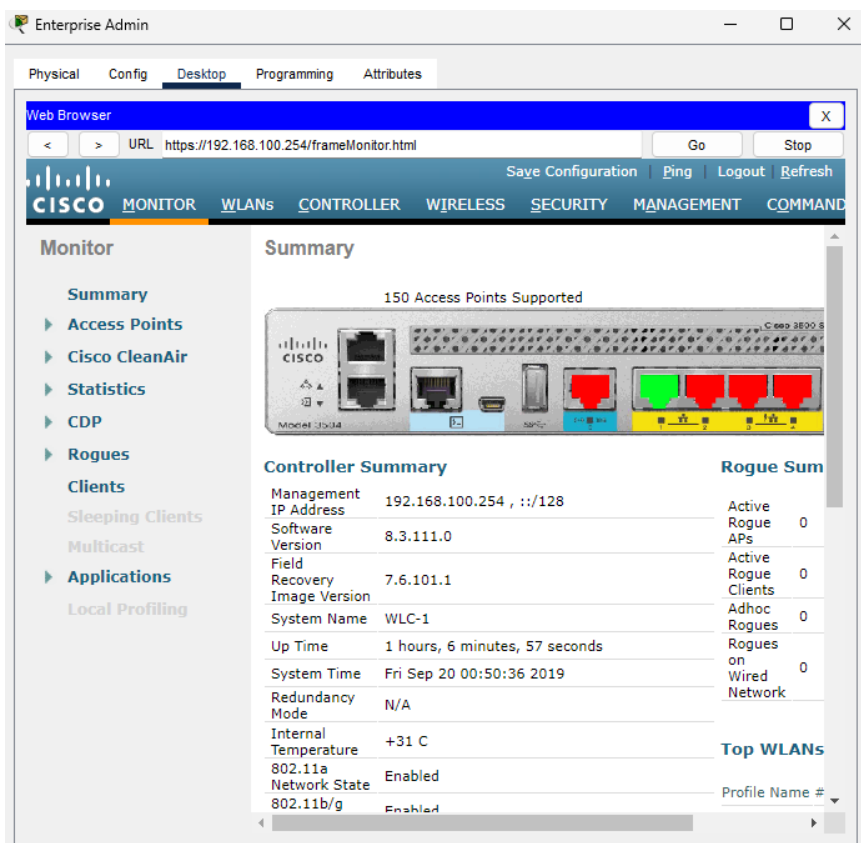 Enterprise Admin
Physical Config Desktop Programming Attributes
Web Browser X
< > URL https://192.168.100.254/frameMonitor.html Go Stop
Save Configuration | Ping | Logout | Refresh
CISCO MONITOR WLANs CONTROLLER WIRELESS SECURITY MANAGEMENT COMMAND
Monitor
Summary
Access Points
Cisco CleanAir
Statistics
CDP
Rogues
Clients
Sleeping Clients
Multicast
Applications
Local Profiling
Summary
150 Access Points Supported
CISCO
Model 3504
1 2 3 4
Controller Summary
Management
IP Address 192.168.100.254 , ::/128
Software
Version 8.3.111.0
Field
Recovery
Image Version 7.6.101.1
System Name WLC-1
Up Time 1 hours, 6 minutes, 57 seconds
System Time Fri Sep 20 00:50:36 2019
Redundancy
Mode N/A
Internal
Temperature +31 C
802.11a
Network State Enabled
802.11b/g
Enabled
Rogue Sum
Active
Rogue
APs 0
Active
Rogue
Clients 0
Adhoc
Rogues 0
Rogues
on
Wired
Network 0
Top WLANs
Profile Name #